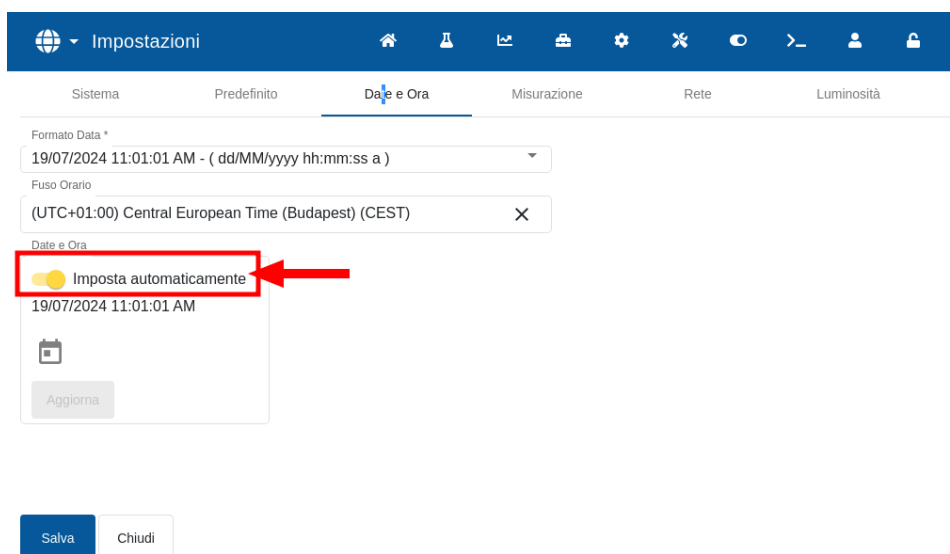 Impostazioni
Sistema Predefinito Date e Ora Misurazione Rete Luminosità
Formato Data *
19/07/2024 11:01:01 AM - ( dd/MM/yyyy hh:mm:ss a )
Fuso Orario
(UTC+01:00) Central European Time (Budapest) (CEST)
Date e Ora
Imposta automaticamente
19/07/2024 11:01:01 AM
Aggiorna
Salva Chiudi